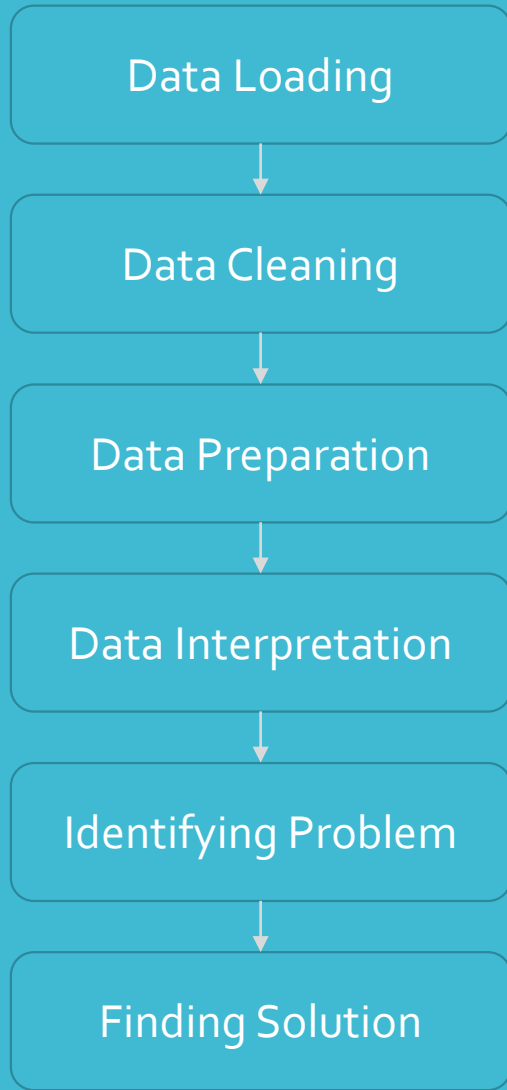 Data Loading
Data Cleaning
Data Preparation
Data Interpretation
Identifying Problem
Finding Solution